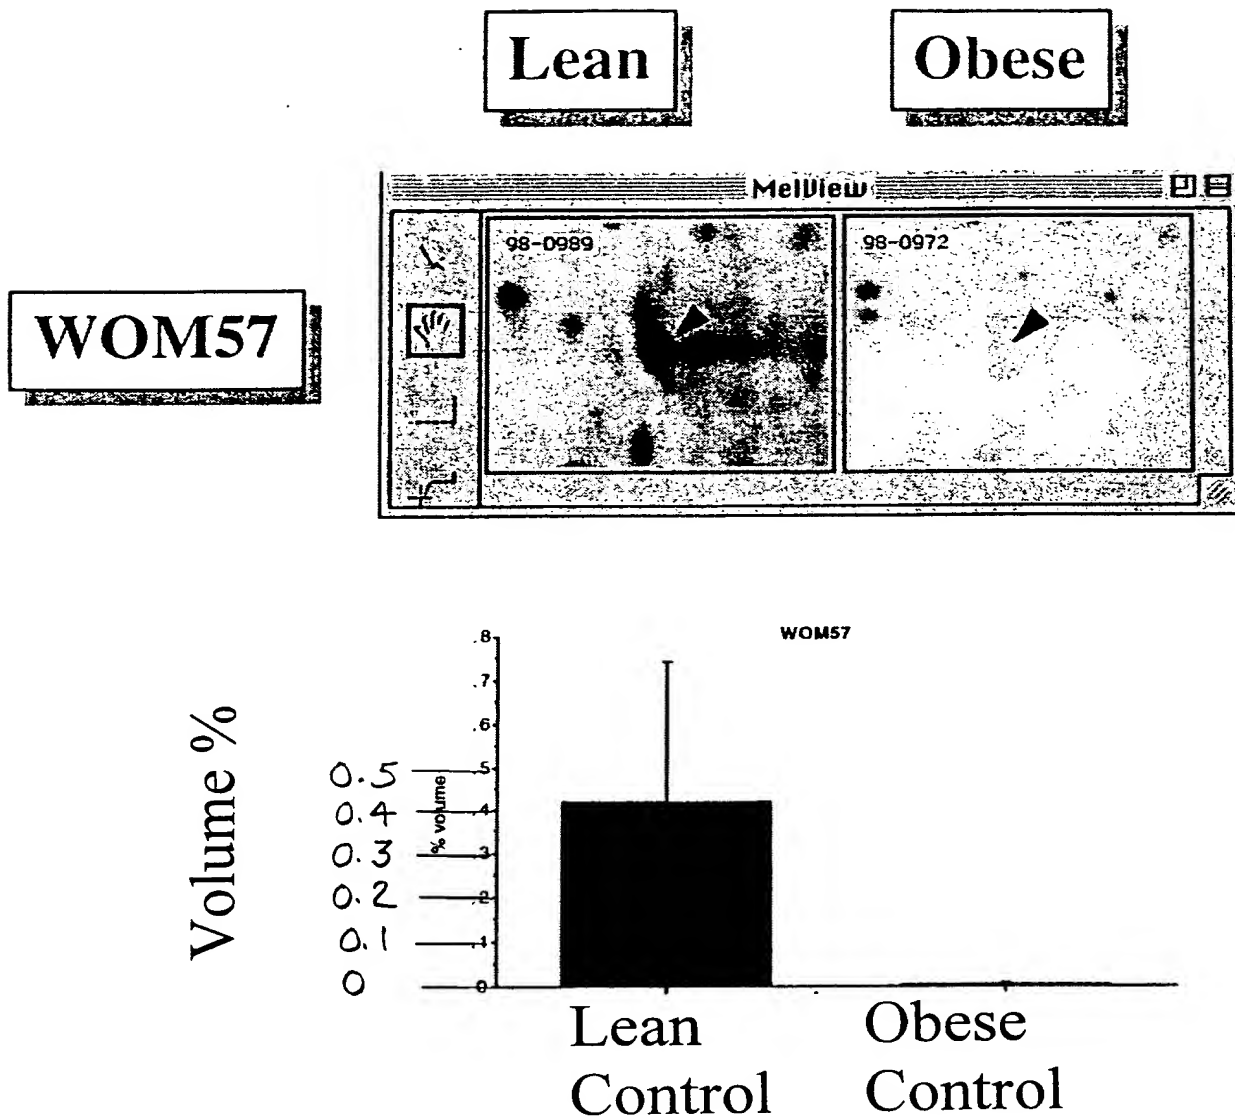 Lean
Obese
MelView
98-0989
98-0972
WOM57
WOM57
Volume %
% volume
.8
.7
.6
.5
.4
.3
.2
.1
0
0.5
0.4
0.3
0.2
0.1
0
Lean
Control
Obese
Control